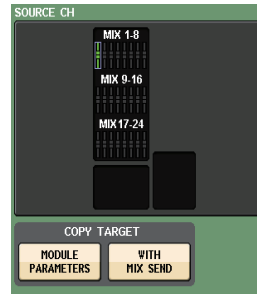 SOURCE CH
MIX 1-8
MIX 9-16
MIX 17-24
COPY TARGET
MODULE
PARAMETERS
WITH
MIX SEND